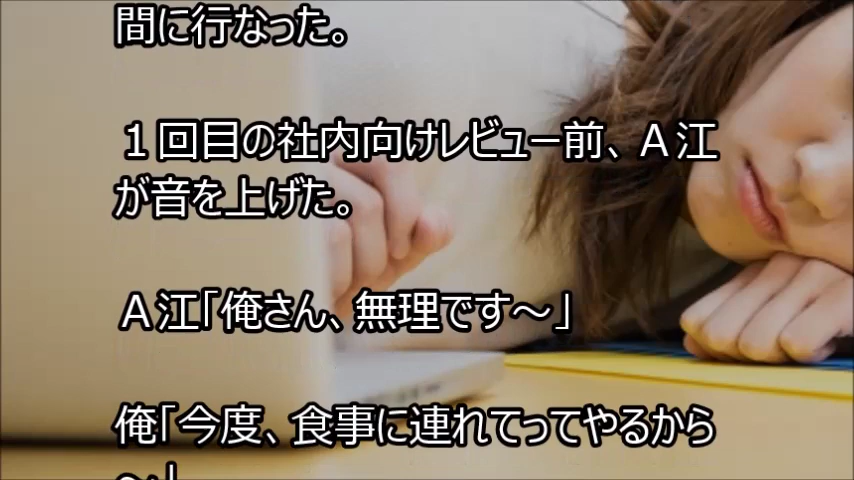 間に行なった。
１回目の社内向けレビュー前、Ａ江
が音を上げた。
Ａ江「俺さん、無理です～」
俺「今度、食事に連れてってやるから